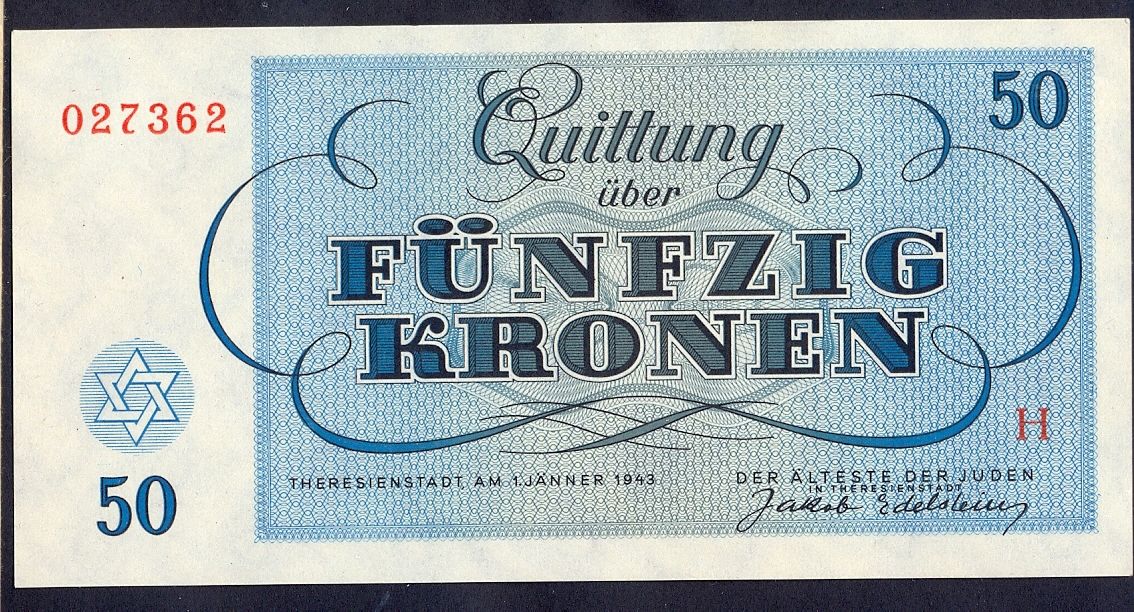 027362
50
Quittung
über
FÜNFZIG
KRONEN
H
50
THERESIENSTADT, AM 1. JÄNNER 1943
DER ÄLTESTE DER JUDEN
IN THERESIENSTADT
Jakob Edelstein